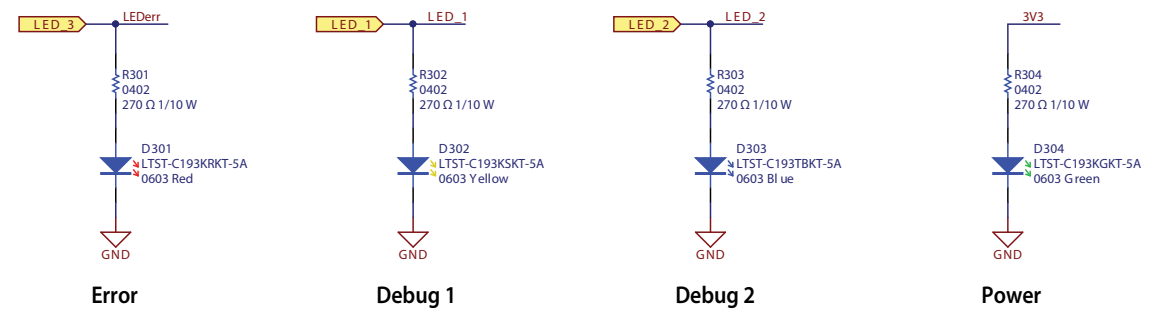 LED_3 LEDerr
R301
0402
270 Ω 1/10 W
D301
LTST-C193KRKT-5A
0603 Red
GND
Error
LED_1 LED_1
R302
0402
270 Ω 1/10 W
D302
LTST-C193KSKT-5A
0603 Yellow
GND
Debug 1
LED_2 LED_2
R303
0402
270 Ω 1/10 W
D303
LTST-C193TBKT-5A
0603 Blue
GND
Debug 2
3V3
R304
0402
270 Ω 1/10 W
D304
LTST-C193KGKT-5A
0603 Green
GND
Power